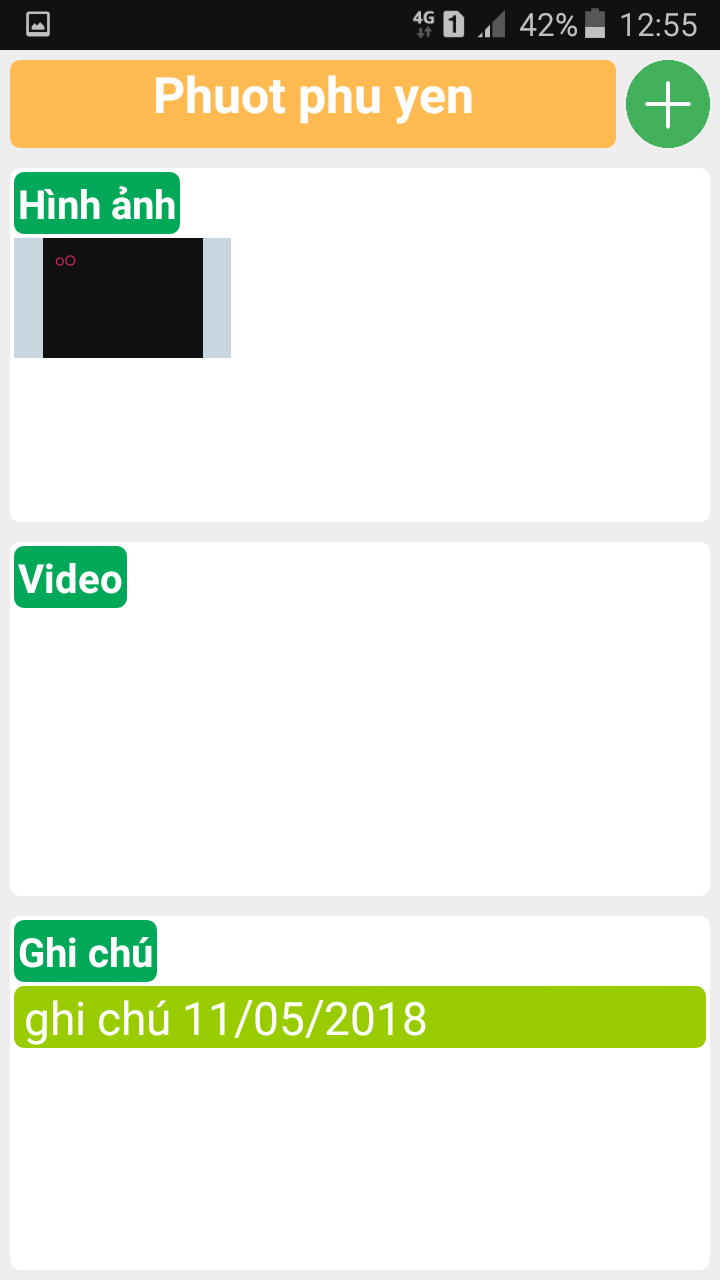 4G 1 42% 12:55
Phuot phu yen
Hình ảnh
Video
Ghi chú
ghi chú 11/05/2018